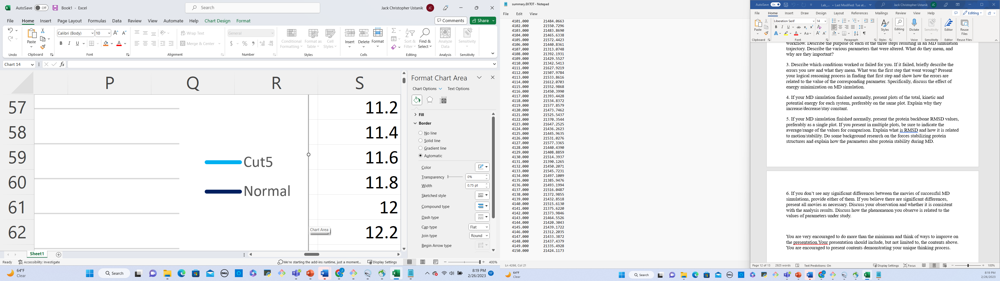 AutoSave Off Book1 - Excel
Search
Jack Christopher Ustanik JC
File Home Insert Page Layout Formulas Data Review View Automate Help Chart Design Format
Comments Share
Paste
Calibri (Body) 10
B I U
Wrap Text
Merge & Center
General
Conditional Formatting
Format as Table
Cell Styles
Insert Delete Format
Sort & Filter
Find & Select
Analyze Data
Sensitivity
Undo Clipboard Font Alignment Number Styles Cells Editing Analysis Sensitivity
Chart 14 fx
P Q R S
57 11.2
58 11.4
59 11.6
60 11.8
61 12
62 12.2
Cut5
Normal
Chart Area
Format Chart Area
Chart Options Text Options
Fill
Border
No line
Solid line
Gradient line
Automatic
Color
Transparency 0%
Width 0.75 pt
Sketched style
Compound type
Dash type
Cap type Flat
Join type Round
Begin Arrow type
Sheet1
Ready Accessibility: Investigate We're starting the add-ins runtime, just a moment... Display Settings 400%
64°F
Clear
Search
DELL
8:19 PM
2/26/2023
17
summary.EKTOT - Notepad
File Edit View
4101.000 21484.0663
4102.000 21550.7296
4103.000 21483.8690
4104.000 21465.6338
4105.000 21572.4423
4106.000 21440.8361
4107.000 21313.0748
4108.000 21392.1931
4109.000 21429.5527
4110.000 21342.5413
4111.000 21627.9219
4112.000 21507.9784
4113.000 21533.8616
4114.000 21612.0703
4115.000 21552.9868
4116.000 21450.3990
4117.000 21393.4428
4118.000 21534.8372
4119.000 21577.8579
4120.000 21473.7462
4121.000 21525.5437
4122.000 21370.3544
4123.000 21647.2525
4124.000 21436.2623
4125.000 21445.9635
4126.000 21531.0276
4127.000 21577.3365
4128.000 21440.4390
4129.000 21408.8859
4130.000 21514.3937
4131.000 21390.1265
4132.000 21450.2071
4133.000 21545.7231
4134.000 21497.1009
4135.000 21385.9476
4136.000 21493.1994
4137.000 21516.0487
4138.000 21372.9855
4139.000 21432.8518
4140.000 21515.6130
4141.000 21375.6220
4142.000 21373.9846
4143.000 21464.5526
4144.000 21420.3043
4145.000 21439.1722
4146.000 21312.2035
4147.000 21433.3872
4148.000 21437.4379
4149.000 21335.4928
4150.000 21424.1173
Ln 4266, Col 21
64°F
Clear
Search
DELL
AutoSave On Lab_... • Last Modified: Tue at... Jack Christopher Ustanik JC
File Home Insert Draw Design Layout References Mailings Review View Help Editing
Paste
Liberation Serif 14
B I U ab
Styles Editing Dictate Sensitivity Editor Reuse Files
Clipboard Font Paragraph Styles Voice Sensitivity Editor Reuse Files
workflow. Describe the purpose of each of the three steps resulting in an MD simulation
trajectory. Describe the various parameters that were altered. What do they mean, and
why are they important?
3. Describe which conditions worked or failed for you. If it failed, briefly describe the
errors you saw and what they mean. What was the first step that went wrong? Present
your logical reasoning process in finding that first step and show how the errors are
related to the value of the corresponding parameter. Specifically, discuss the effect of
energy minimization on MD simulation.
4. If your MD simulation finished normally, present plots of the total, kinetic and
potential energy for each system, preferably on the same plot. Explain why they
increase/decrease/stay constant.
5. If your MD simulation finished normally, present the protein backbone RMSD values,
preferably as a single plot. If you present in multiple plots, be sure to indicate the
average/range of the values for comparison. Explain what is RMSD and how it is related
to motion/stability. Do some background research on the forces stabilizing protein
structures and explain how the parameters alter protein stability during MD.
6. If you don't see any significant differences between the movies of successful MD
simulations, provide either of them. If you believe there are significant differences,
present all movies as necessary. Discuss your observation and whether it is consistent
with the analysis results. Discuss how the phenomenon you observe is related to the
values of parameters under study.
You are very encouraged to do more than the minimum and think of ways to improve on
the presentation.Your presentation should include, but not limited to, the contents above.
You are encouraged to present contents demonstrating your unique thinking process.
Page 12 of 13 2925 words Text Predictions: On Display Settings Focus 100%
8:19 PM
2/26/2023